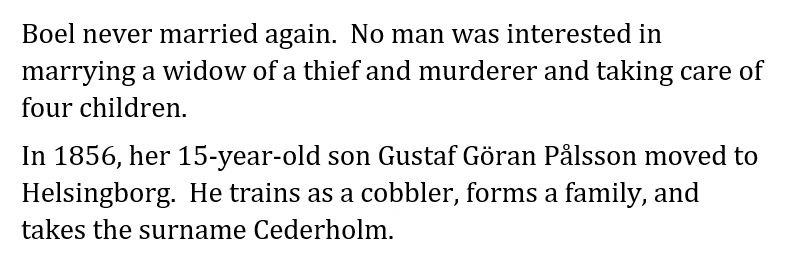 Boel never married again.  No man was interested in
marrying a widow of a thief and murderer and taking care of
four children.
In 1856, her 15-year-old son Gustaf Göran Pålsson moved to
Helsingborg.  He trains as a cobbler, forms a family, and
takes the surname Cederholm.